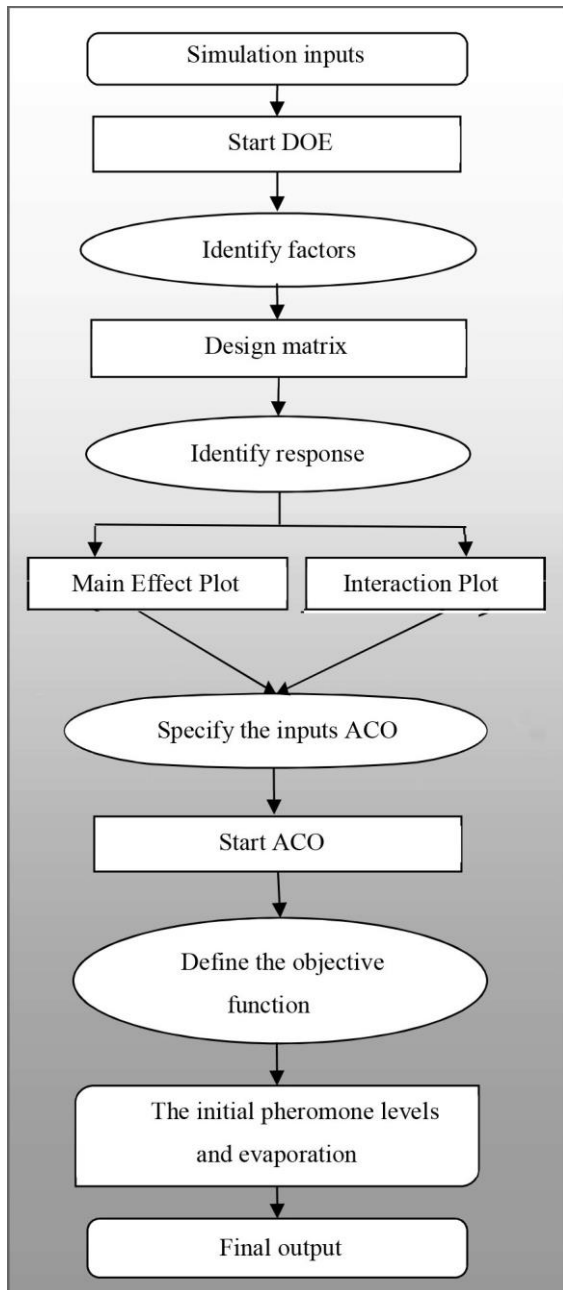 Simulation inputs
Start DOE
Identify factors
Design matrix
Identify response
Main Effect Plot
Interaction Plot
Specify the inputs ACO
Start ACO
Define the objective
function
The initial pheromone levels
and evaporation
Final output